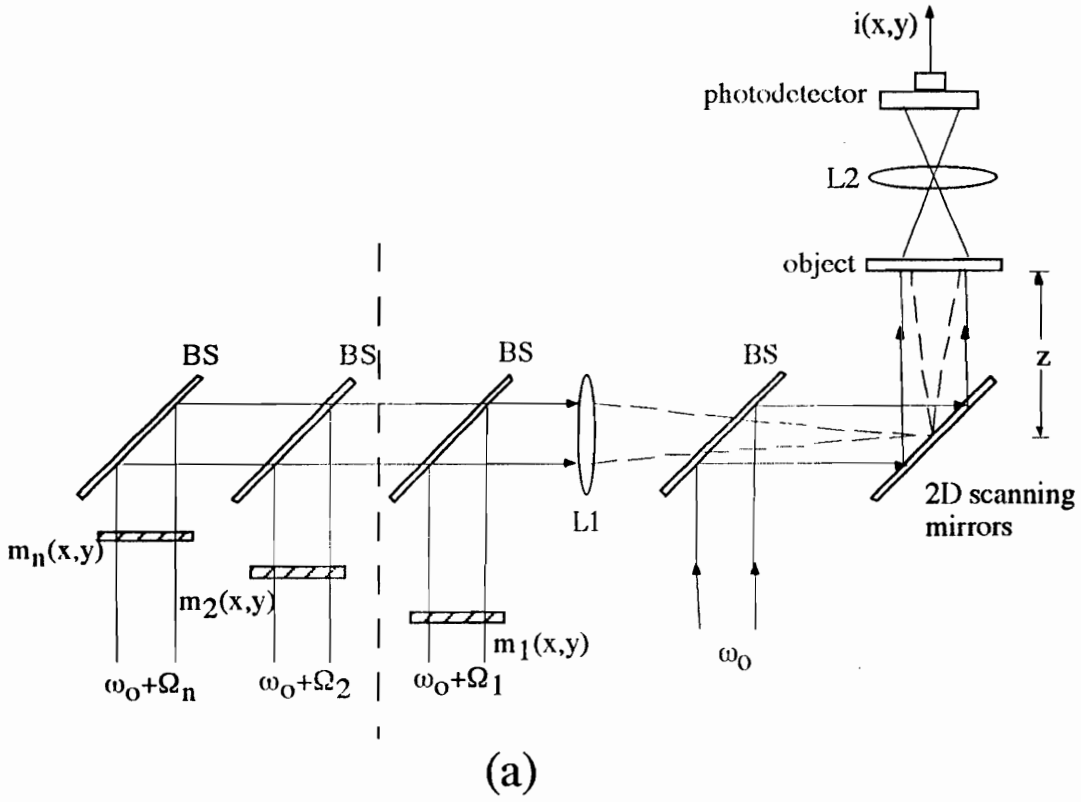 i(x,y)
photodetector
L2
object
BS
BS
BS
BS
z
L1
2D scanning
mirrors
mn(x,y)
m2(x,y)
m1(x,y)
ωo
ωo+Ωn
ωo+Ω2
ωo+Ω1
(a)